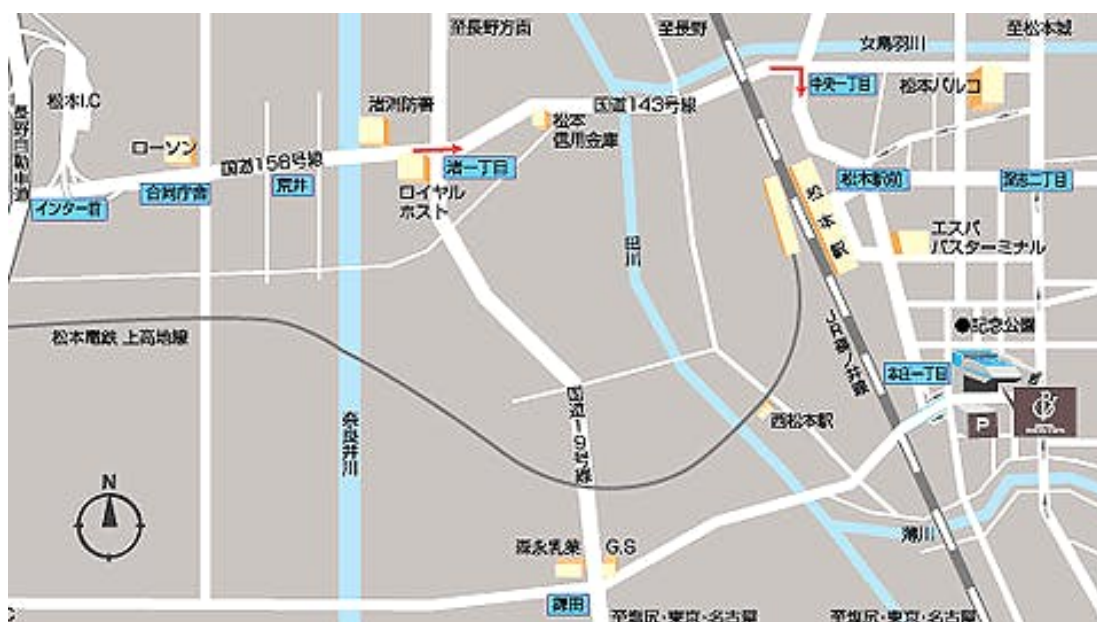 至長野方面
至長野
至松本城
女鳥羽川
長野自動車道
松本I.C
渚消防署
国道143号線
中央一丁目
松本パルコ
ローソン
松本
信用金庫
国道158号線
渚一丁目
インター前
合同庁舎
荒井
ロイヤル
ホスト
松本駅前
深志二丁目
松本駅
エスパ
バスターミナル
田川
松本電鉄 上高地線
JR篠ノ井線
●記念公園
本庄一丁目
国道19号線
奈良井川
西松本駅
P
N
薄川
森永乳業
G.S
鎌田
至塩尻・東京・名古屋
至塩尻・東京・名古屋